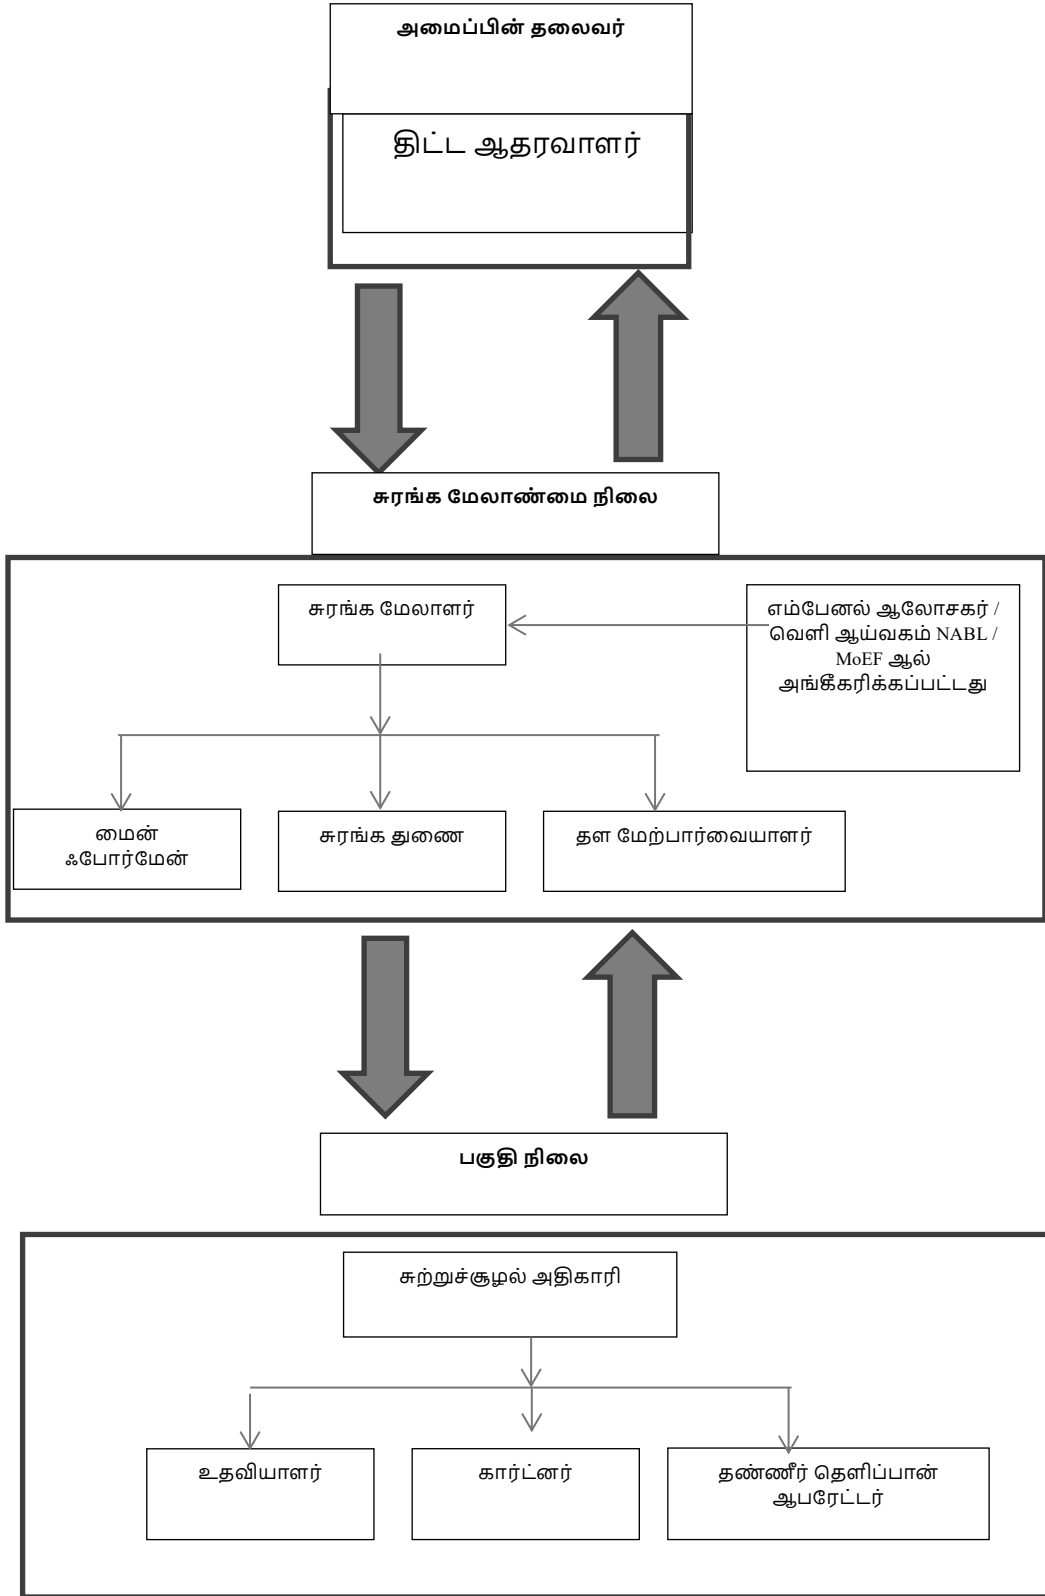 அமைப்பின் தலைவர்
திட்ட ஆதரவாளர்
சுரங்க மேலாண்மை நிலை
சுரங்க மேலாளர்
எம்பேனல் ஆலோசகர் /
வெளி ஆய்வகம் NABL /
MoEF ஆல்
அங்கீகரிக்கப்பட்டது
மைன்
ஃபோர்மேன்
சுரங்க துணை
தள மேற்பார்வையாளர்
பகுதி நிலை
சுற்றுச்சூழல் அதிகாரி
உதவியாளர்
கார்ட்னர்
தண்ணீர் தெளிப்பான்
ஆபரேட்டர்